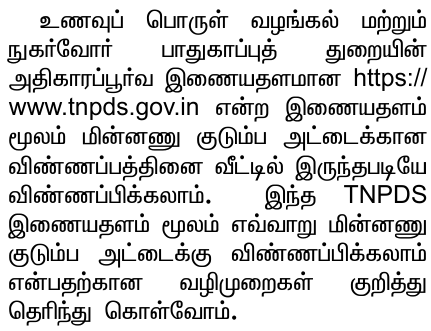 உணவுப் பொருள் வழங்கல் மற்றும்
நுகர்வோர் பாதுகாப்புத் துறையின்
அதிகாரப்பூர்வ இணையதளமான https://
www.tnpds.gov.in என்ற இணையதளம்
மூலம் மின்னணு குடும்ப அட்டைக்கான
விண்ணப்பத்தினை வீட்டில் இருந்தபடியே
விண்ணப்பிக்கலாம். இந்த TNPDS
இணையதளம் மூலம் எவ்வாறு மின்னணு
குடும்ப அட்டைக்கு விண்ணப்பிக்கலாம்
என்பதற்கான வழிமுறைகள் குறித்து
தெரிந்து கொள்வோம்.